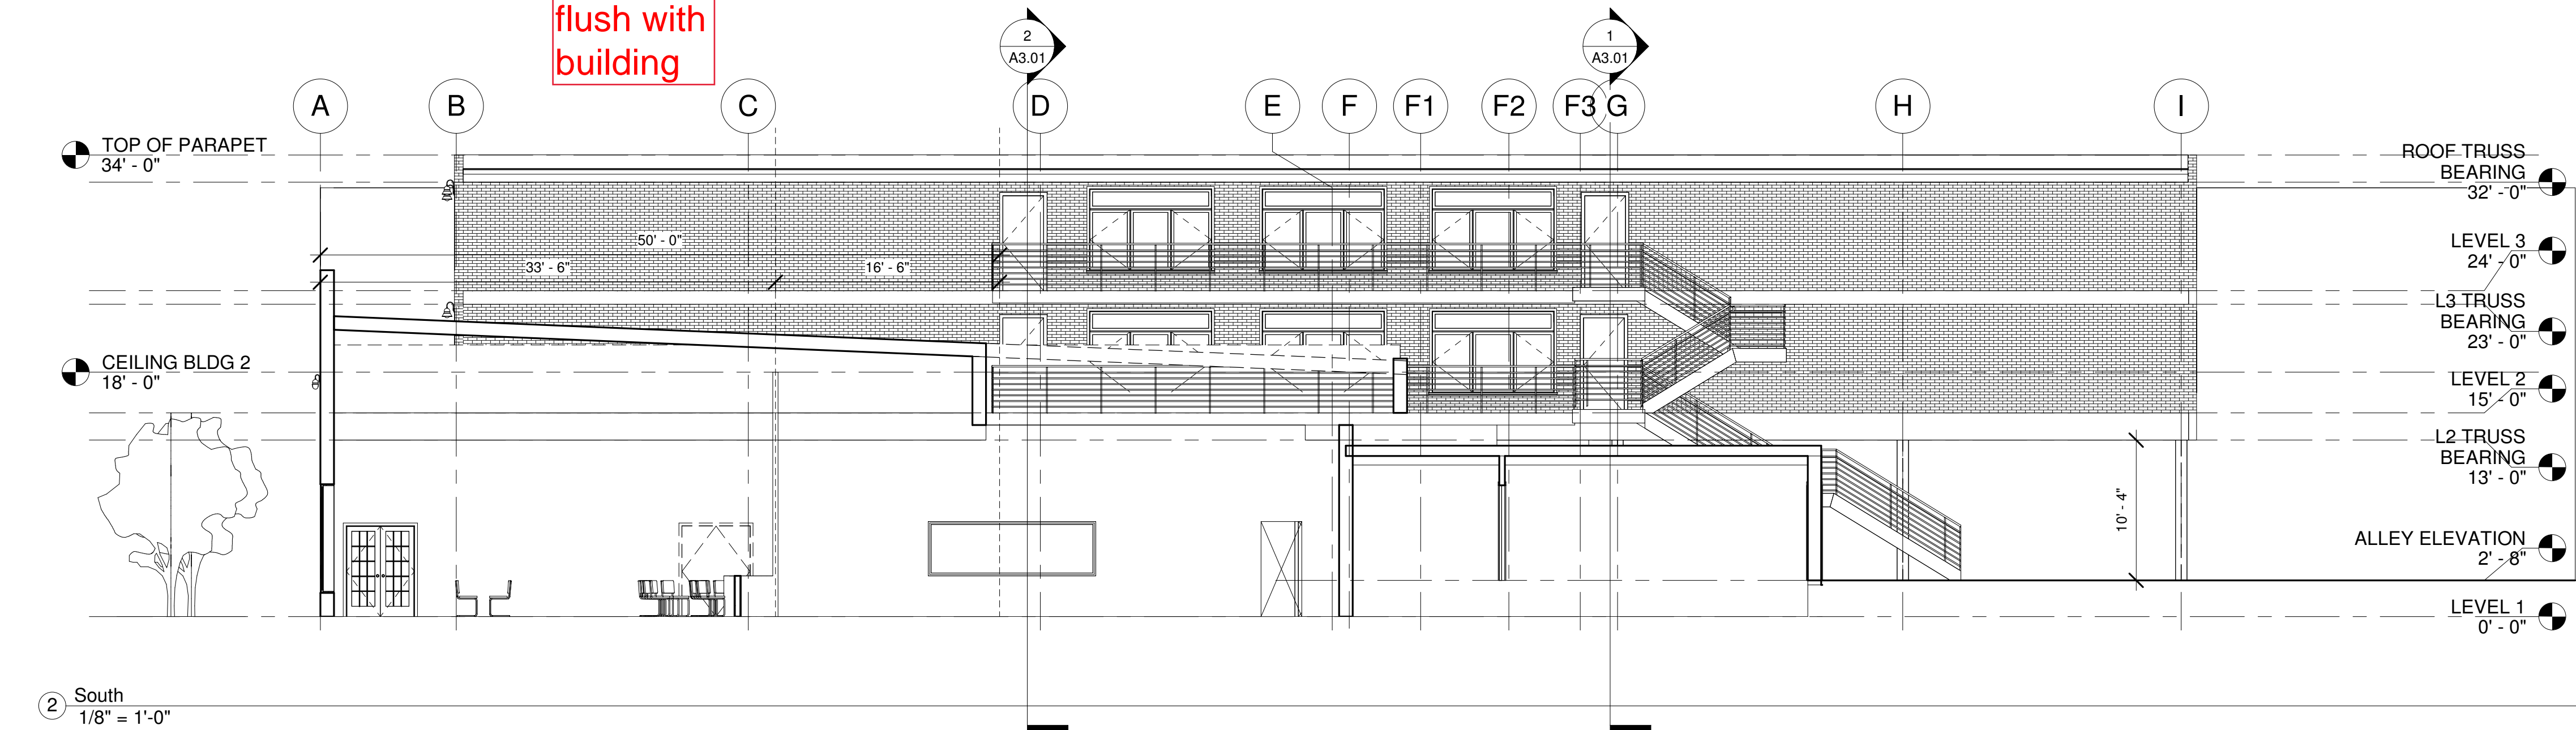 flush with
building
2
A3.01
1
A3.01
A
B
C
D
E
F
F1
F2
F3
G
H
I
TOP OF PARAPET
34' - 0"
ROOF TRUSS
BEARING
32' - 0"
50' - 0"
33' - 6"
16' - 6"
LEVEL 3
24' - 0"
L3 TRUSS
BEARING
23' - 0"
CEILING BLDG 2
18' - 0"
LEVEL 2
15' - 0"
L2 TRUSS
BEARING
13' - 0"
10' - 4"
ALLEY ELEVATION
2' - 8"
LEVEL 1
0' - 0"
2
South
1/8" = 1'-0"